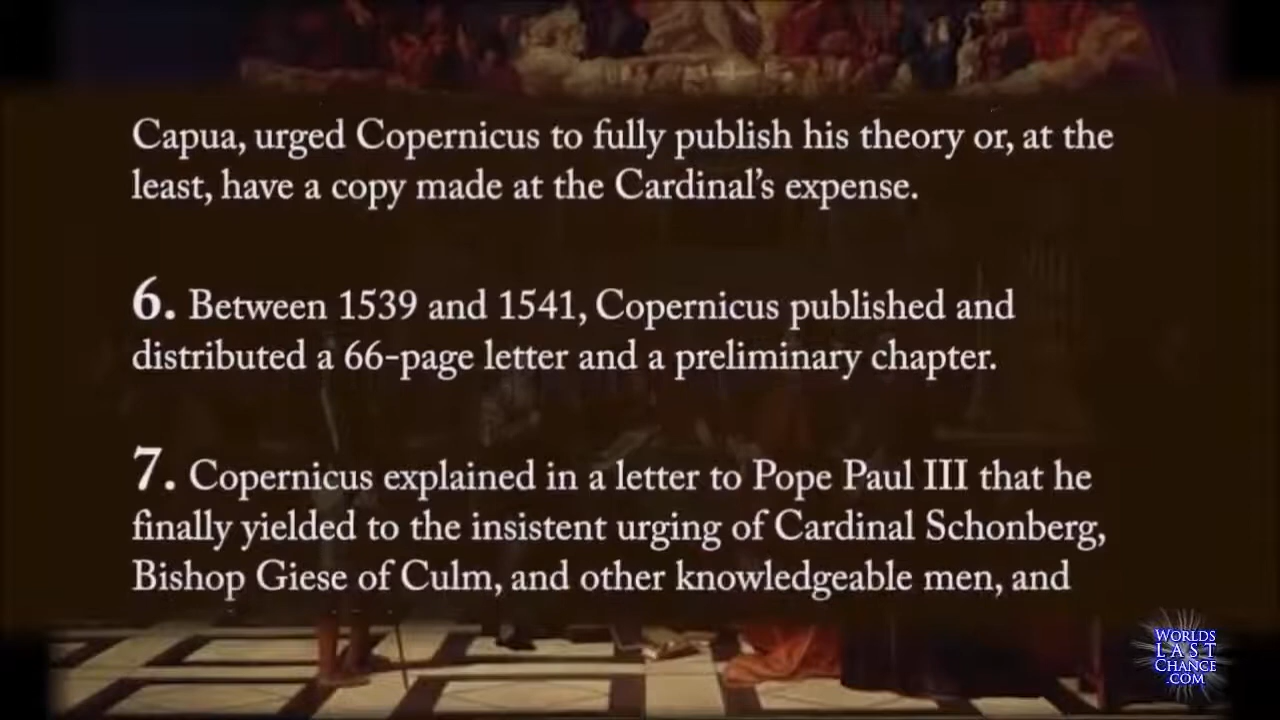 Capua, urged Copernicus to fully publish his theory or, at the
least, have a copy made at the Cardinal's expense.
6. Between 1539 and 1541, Copernicus published and
distributed a 66-page letter and a preliminary chapter.
7. Copernicus explained in a letter to Pope Paul III that he
finally yielded to the insistent urging of Cardinal Schonberg,
Bishop Giese of Culm, and other knowledgeable men, and
WORLDS
LAST
CHANCE
.COM